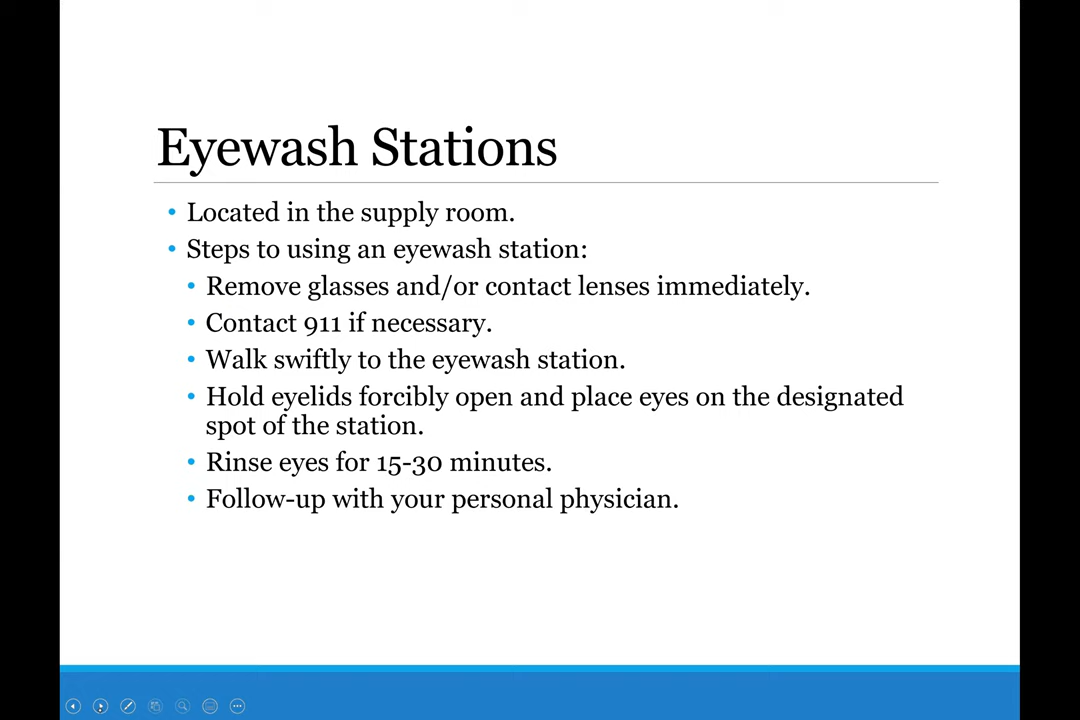 Eyewash Stations
• Located in the supply room.
• Steps to using an eyewash station:
• Remove glasses and/or contact lenses immediately.
• Contact 911 if necessary.
• Walk swiftly to the eyewash station.
• Hold eyelids forcibly open and place eyes on the designated
spot of the station.
• Rinse eyes for 15-30 minutes.
• Follow-up with your personal physician.